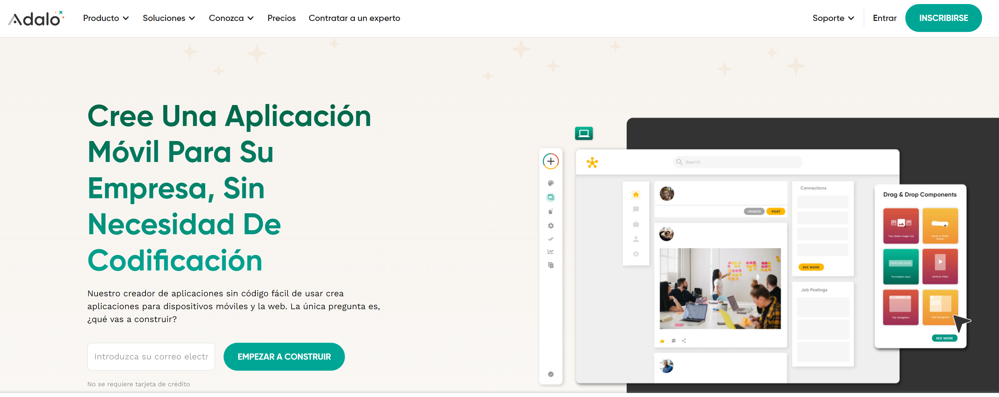 Adalo
Producto
Soluciones
Conozca
Precios
Contratar a un experto
Soporte
Entrar
INSCRIBIRSE
Cree Una Aplicación
Móvil Para Su
Empresa, Sin
Necesidad De
Codificación
Nuestro creador de aplicaciones sin código fácil de usar crea
aplicaciones para dispositivos móviles y la web. La única pregunta es,
¿qué vas a construir?
Introduzca su correo electr
EMPEZAR A CONSTRUIR
No se requiere tarjeta de crédito
Search
+PHOTO
POST
Connections
SEE MORE
Job Postings
Drag & Drop Components
Two-State Image List
Hover & Shake
Button
(XXX) XXX-XXXX
Formatted Input
Vertical Video
Top Navigation
Side Navigation
SEE MORE